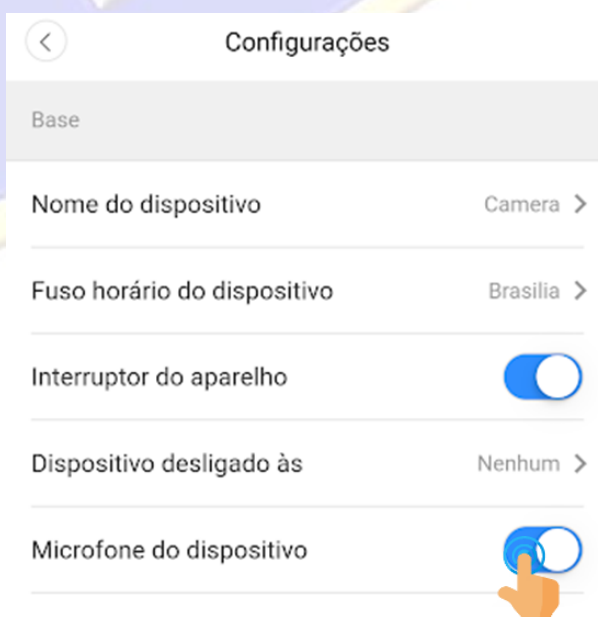 Configurações
Base
Nome do dispositivo Camera
Fuso horário do dispositivo Brasilia
Interruptor do aparelho
Dispositivo desligado às Nenhum
Microfone do dispositivo